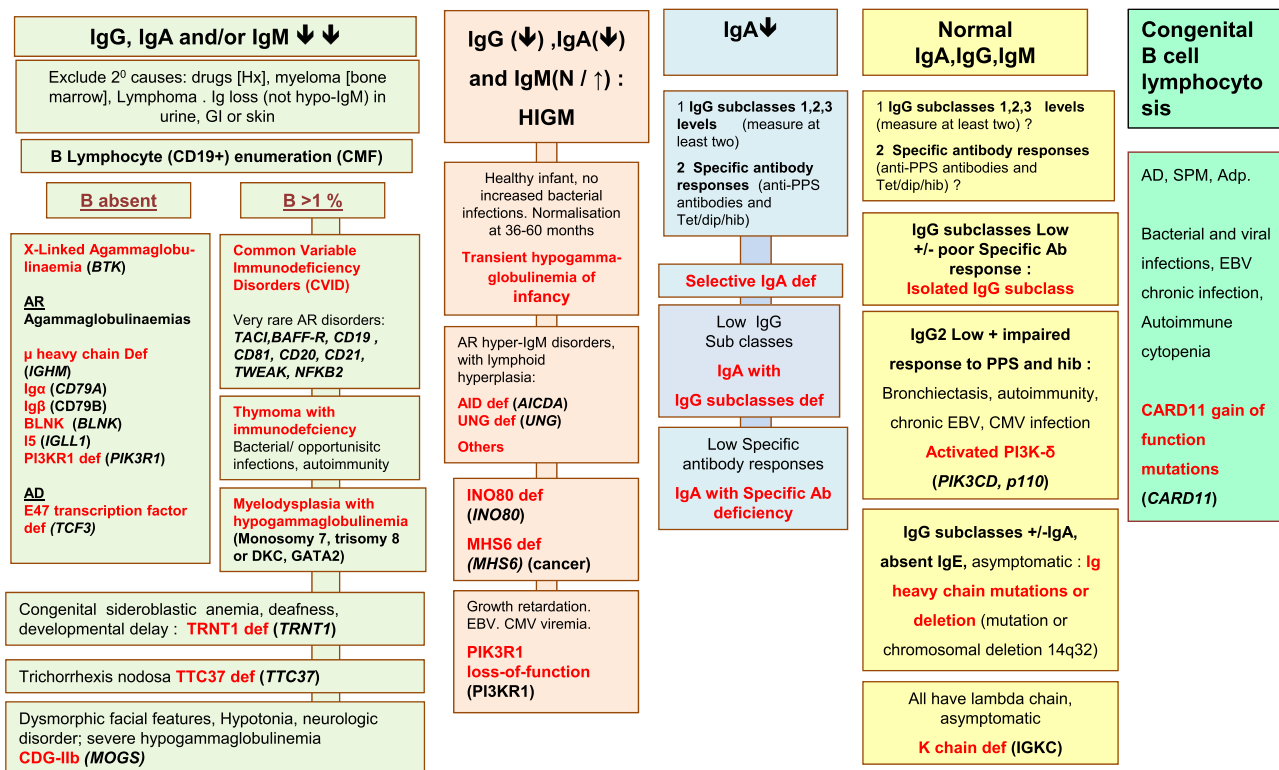 IgG, IgA and/or IgM 🡻 🡻
Exclude 2⁰ causes: drugs [Hx], myeloma [bone
marrow], Lymphoma . Ig loss (not hypo-IgM) in
urine, GI or skin
B Lymphocyte (CD19+) enumeration (CMF)
B absent
X-Linked Agammaglobu-
linaemia (BTK)
AR
Agammaglobulinaemias
μ heavy chain Def
(IGHM)
Igα (CD79A)
Igβ (CD79B)
BLNK (BLNK)
I5 (IGLL1)
PI3KR1 def (PIK3R1)
AD
E47 transcription factor
def (TCF3)
B >1 %
Common Variable
Immunodeficiency
Disorders (CVID)
Very rare AR disorders:
TACI,BAFF-R, CD19 ,
CD81, CD20, CD21,
TWEAK, NFKB2
Thymoma with
immunodefciency
Bacterial/ opportunisitc
infections, autoimmunity
Myelodysplasia with
hypogammaglobulinemia
(Monosomy 7, trisomy 8
or DKC, GATA2)
Congenital sideroblastic anemia, deafness,
developmental delay : TRNT1 def (TRNT1)
Trichorrhexis nodosa TTC37 def (TTC37)
Dysmorphic facial features, Hypotonia, neurologic
disorder; severe hypogammaglobulinemia
CDG-IIb (MOGS)
IgG (🡻) ,IgA(🡻)
and IgM(N / ↑) :
HIGM
Healthy infant, no
increased bacterial
infections. Normalisation
at 36-60 months
Transient hypogamma-
globulinemia of
infancy
AR hyper-IgM disorders,
with lymphoid
hyperplasia:
AID def (AICDA)
UNG def (UNG)
Others
INO80 def
(INO80)
MHS6 def
(MHS6) (cancer)
Growth retardation.
EBV. CMV viremia.
PIK3R1
loss-of-function
(PI3KR1)
IgA🡻
1 IgG subclasses 1,2,3
levels (measure at
least two)
2 Specific antibody
responses (anti-PPS
antibodies and
Tet/dip/hib)
Selective IgA def
Low IgG
Sub classes
IgA with
IgG subclasses def
Low Specific
antibody responses
IgA with Specific Ab
deficiency
Normal
IgA,IgG,IgM
1 IgG subclasses 1,2,3 levels
(measure at least two) ?
2 Specific antibody responses
(anti-PPS antibodies and
Tet/dip/hib) ?
IgG subclasses Low
+/- poor Specific Ab
response :
Isolated IgG subclass
IgG2 Low + impaired
response to PPS and hib :
Bronchiectasis, autoimmunity,
chronic EBV, CMV infection
Activated PI3K-δ
(PIK3CD, p110)
IgG subclasses +/-IgA,
absent IgE, asymptomatic : Ig
heavy chain mutations or
deletion (mutation or
chromosomal deletion 14q32)
All have lambda chain,
asymptomatic
K chain def (IGKC)
Congenital
B cell
lymphocyto
sis
AD, SPM, Adp.
Bacterial and viral
infections, EBV
chronic infection,
Autoimmune
cytopenia
CARD11 gain of
function
mutations
(CARD11)